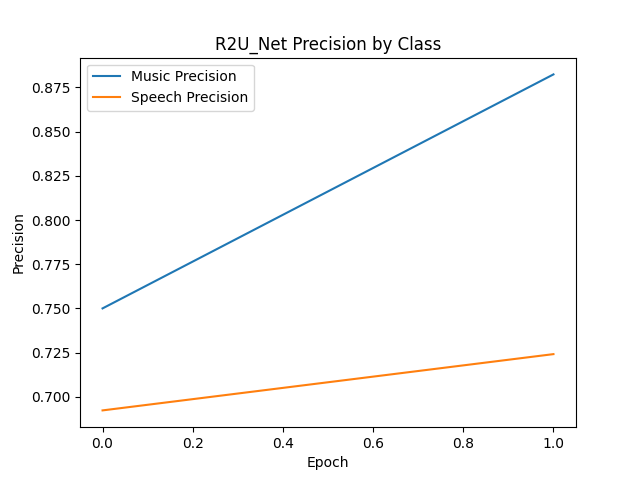 R2U_Net Precision by Class
Music Precision
Speech Precision
0.875
0.850
0.825
0.800
0.775
0.750
0.725
0.700
Precision
0.0 0.2 0.4 0.6 0.8 1.0
Epoch